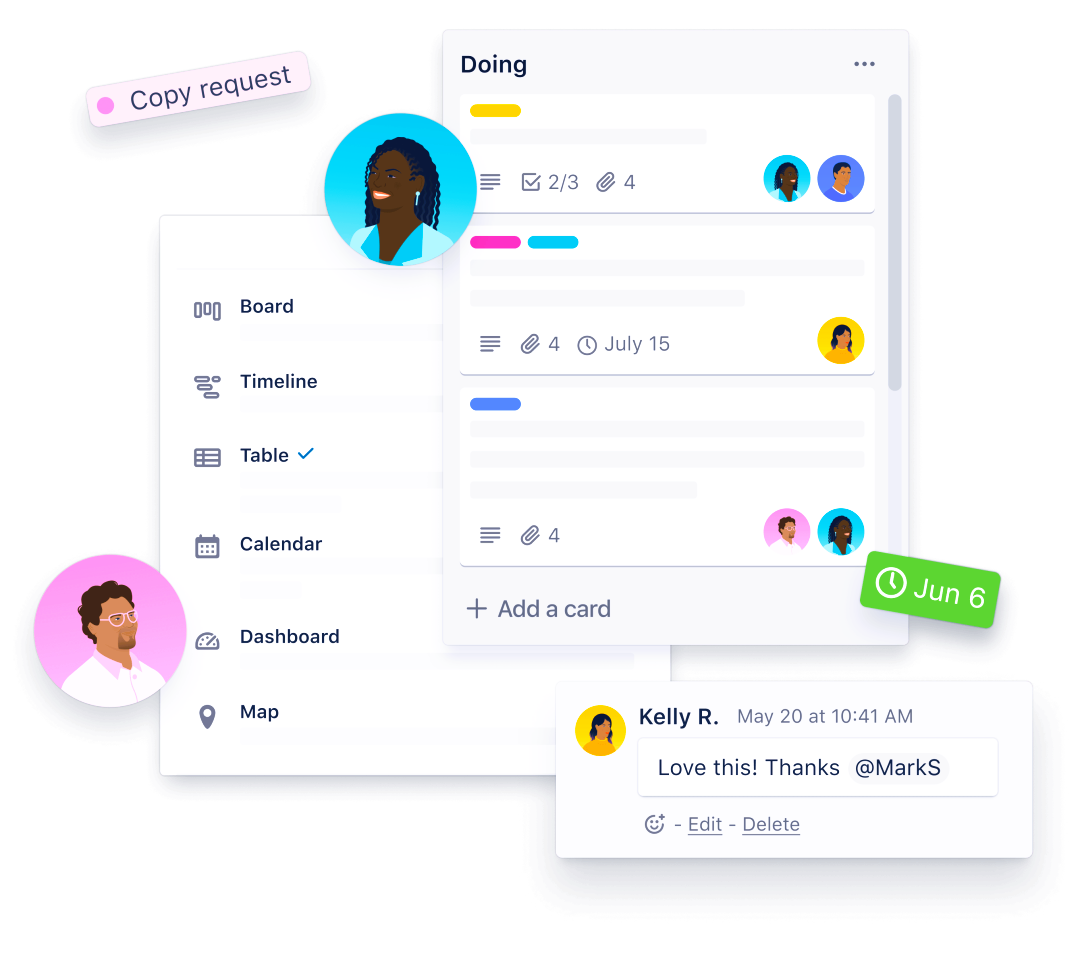 Copy request
Doing
2/3 4
4 July 15
4
Add a card
Board
Timeline
Table
Calendar
Dashboard
Map
Jun 6
Kelly R. May 20 at 10:41 AM
Love this! Thanks @MarkS
- Edit - Delete